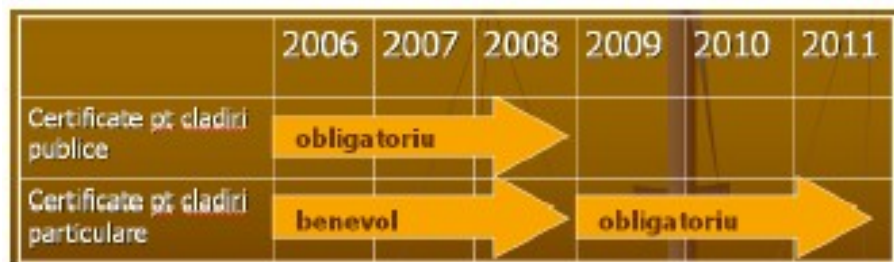 2006 2007 2008 2009 2010 2011
Certificate pt cladiri
publice
obligatoriu
Certificate pt cladiri
particulare
benevol
obligatoriu